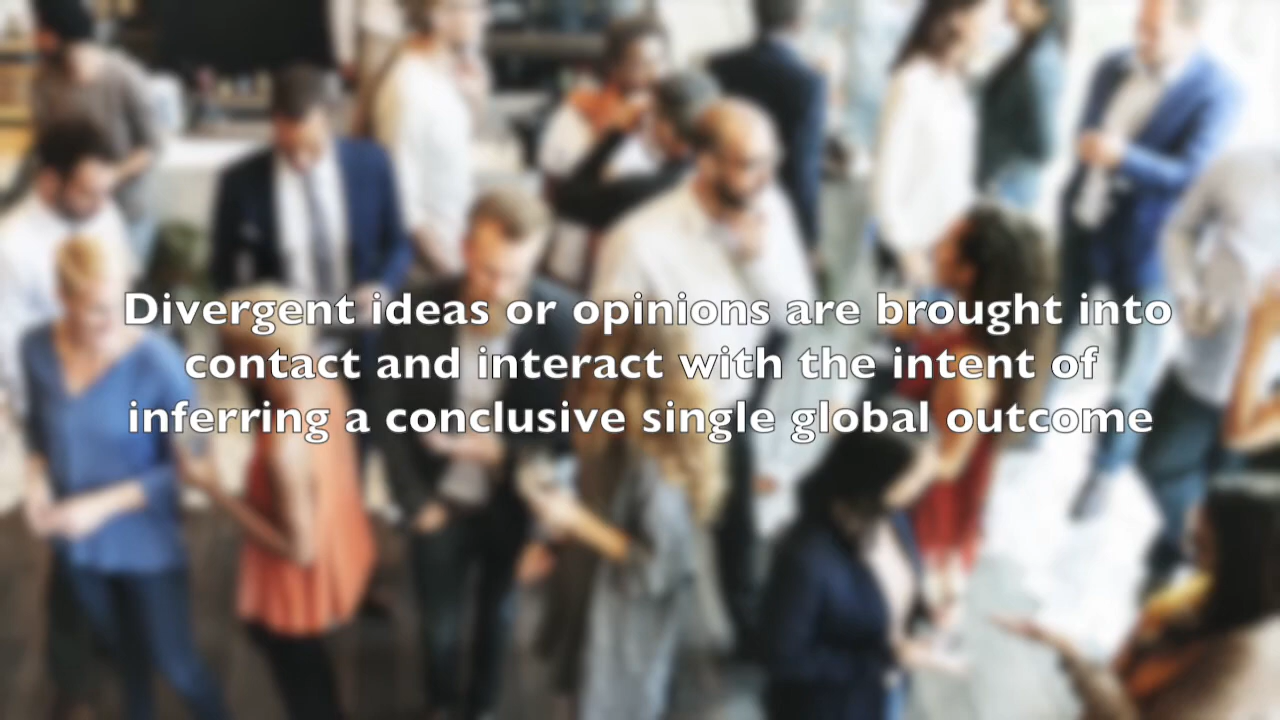 Divergent ideas or opinions are brought into
contact and interact with the intent of
inferring a conclusive single global outcome